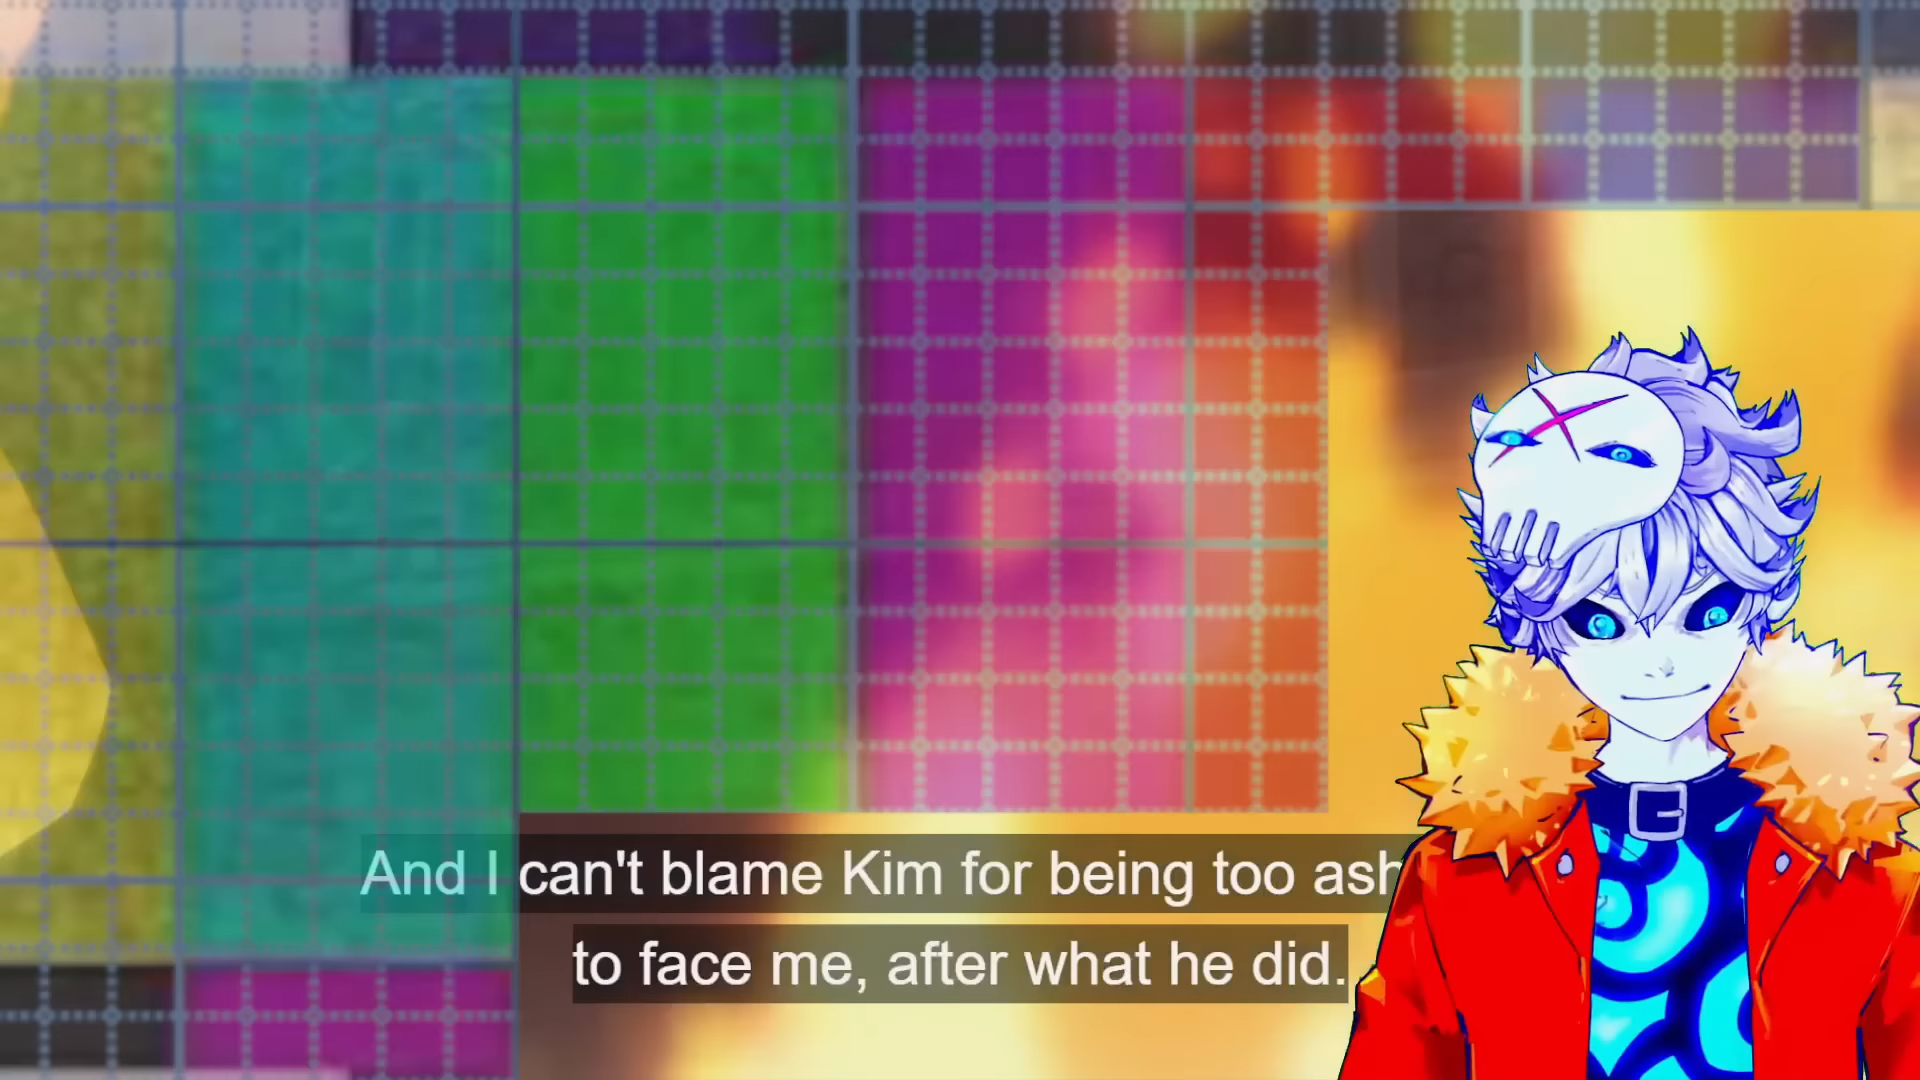 And I can't blame Kim for being too ash
to face me, after what he did.